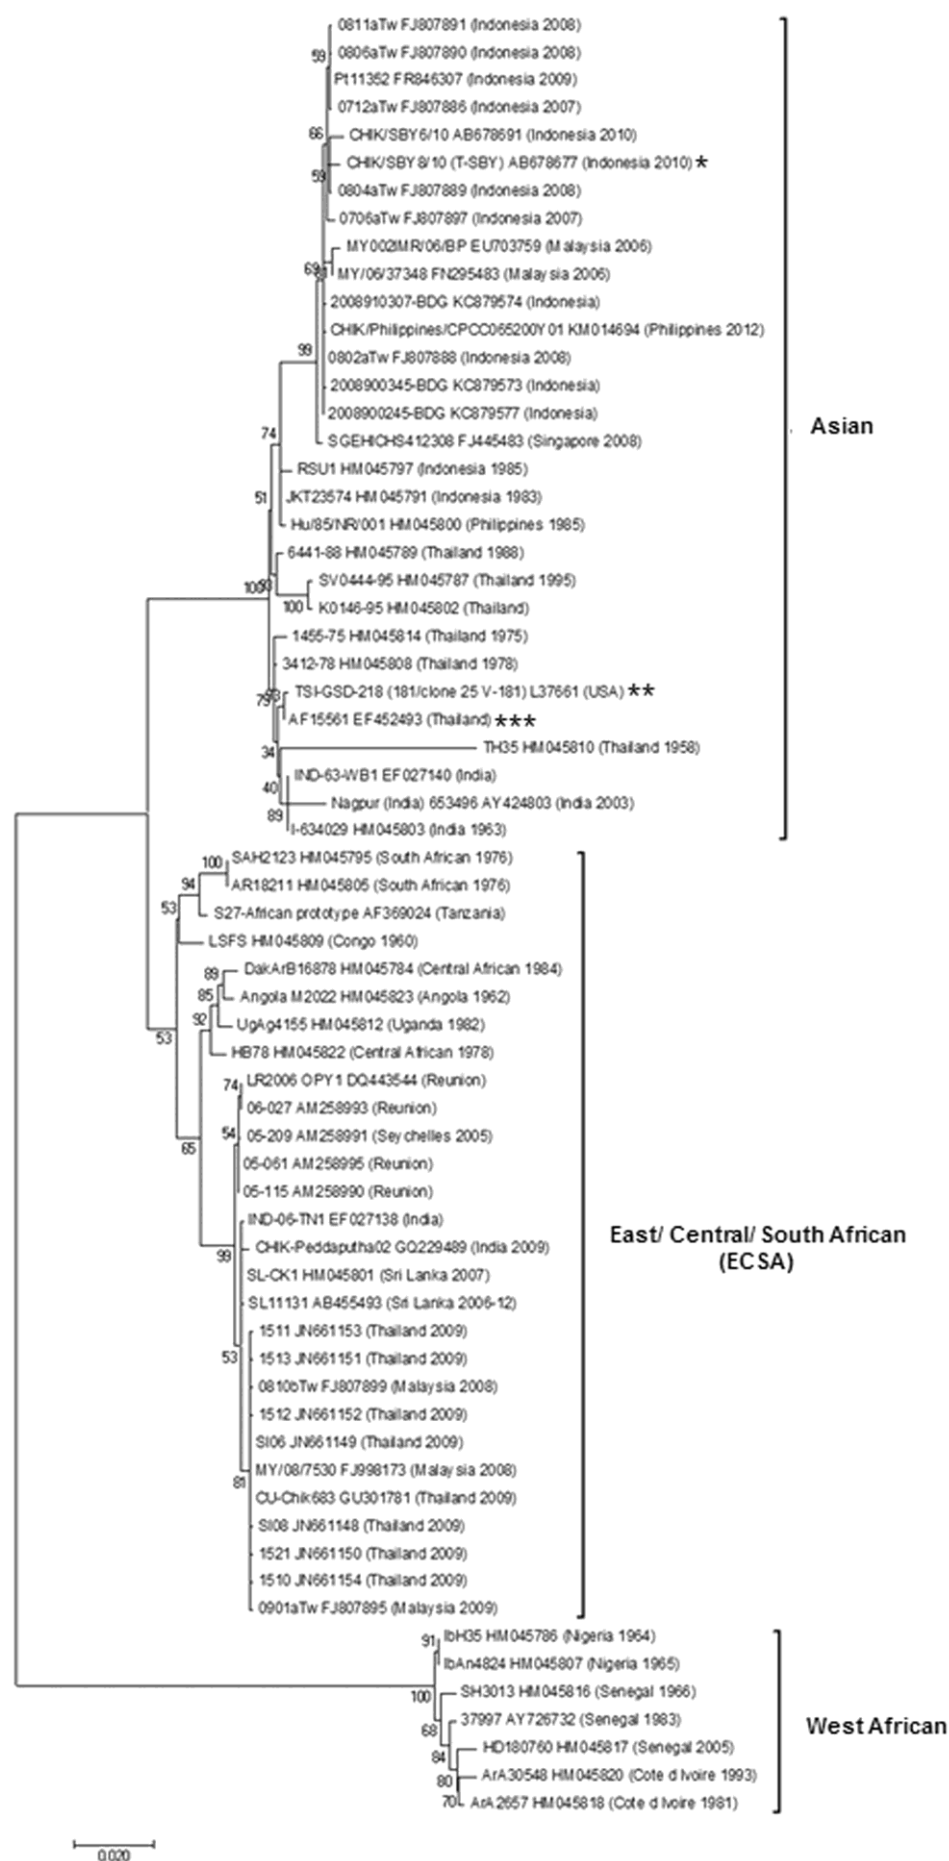 0811aTw FJ807891 (Indonesia 2008)
0806aTw FJ807890 (Indonesia 2008)
59
Pt11352 FR846307 (Indonesia 2009)
0712aTw FJ807886 (Indonesia 2007)
66
CHIK/SBY6/10 AB678691 (Indonesia 2010)
CHIK/SBY8/10 (T-SBY) AB678677 (Indonesia 2010) *
59
0804aTw FJ807889 (Indonesia 2008)
0706aTw FJ807897 (Indonesia 2007)
MY002IMR/06/BP EU703759 (Malaysia 2006)
69
MY/06/37348 FN295483 (Malaysia 2006)
2008910307-BDG KC879574 (Indonesia)
CHIK/Philippines/CPCC065200Y01 KM014694 (Philippines 2012)
99
0802aTw FJ807888 (Indonesia 2008)
2008900345-BDG KC879573 (Indonesia)
2008900245-BDG KC879577 (Indonesia)
Asian
74
SGEHICHS412308 FJ445483 (Singapore 2008)
RSU1 HM045797 (Indonesia 1985)
51
JKT23574 HM045791 (Indonesia 1983)
Hu/85/NR/001 HM045800 (Philippines 1985)
6441-88 HM045789 (Thailand 1988)
100
SV0444-95 HM045787 (Thailand 1995)
100
K0146-95 HM045802 (Thailand)
1455-75 HM045814 (Thailand 1975)
3412-78 HM045808 (Thailand 1978)
79
TSI-GSD-218 (181/clone 25 V-181) L37661 (USA) **
AF15561 EF452493 (Thailand) ***
34
TH35 HM045810 (Thailand 1958)
IND-63-WB1 EF027140 (India)
40
Nagpur (India) 653496 AY424803 (India 2003)
89
I-634029 HM045803 (India 1963)
100
SAH2123 HM045795 (South African 1976)
94
AR18211 HM045805 (South African 1976)
53
S27-African prototype AF369024 (Tanzania)
LSFS HM045809 (Congo 1960)
89
DakArB16878 HM045784 (Central African 1984)
85
Angola M2022 HM045823 (Angola 1962)
92
UgAg4155 HM045812 (Uganda 1982)
53
HB78 HM045822 (Central African 1978)
74
LR2006 OPY1 DQ443544 (Reunion)
06-027 AM258993 (Reunion)
54
05-209 AM258991 (Seychelles 2005)
65
05-061 AM258995 (Reunion)
05-115 AM258990 (Reunion)
IND-06-TN1 EF027138 (India)
East/ Central/ South African
(ECSA)
99
CHIK-Peddaputha02 GQ229489 (India 2009)
SL-CK1 HM045801 (Sri Lanka 2007)
SL11131 AB455493 (Sri Lanka 2006-12)
1511 JN661153 (Thailand 2009)
53
1513 JN661151 (Thailand 2009)
0810bTw FJ807899 (Malaysia 2008)
1512 JN661152 (Thailand 2009)
SI06 JN661149 (Thailand 2009)
81
MY/08/7530 FJ998173 (Malaysia 2008)
CU-Chik683 GU301781 (Thailand 2009)
SI08 JN661148 (Thailand 2009)
1521 JN661150 (Thailand 2009)
1510 JN661154 (Thailand 2009)
0901aTw FJ807895 (Malaysia 2009)
91
IbH35 HM045786 (Nigeria 1964)
IbAn4824 HM045807 (Nigeria 1965)
100
SH3013 HM045816 (Senegal 1966)
68
37997 AY726732 (Senegal 1983)
West African
84
HD180760 HM045817 (Senegal 2005)
80
ArA30548 HM045820 (Cote d Ivoire 1993)
70
ArA2657 HM045818 (Cote d Ivoire 1981)
0.020